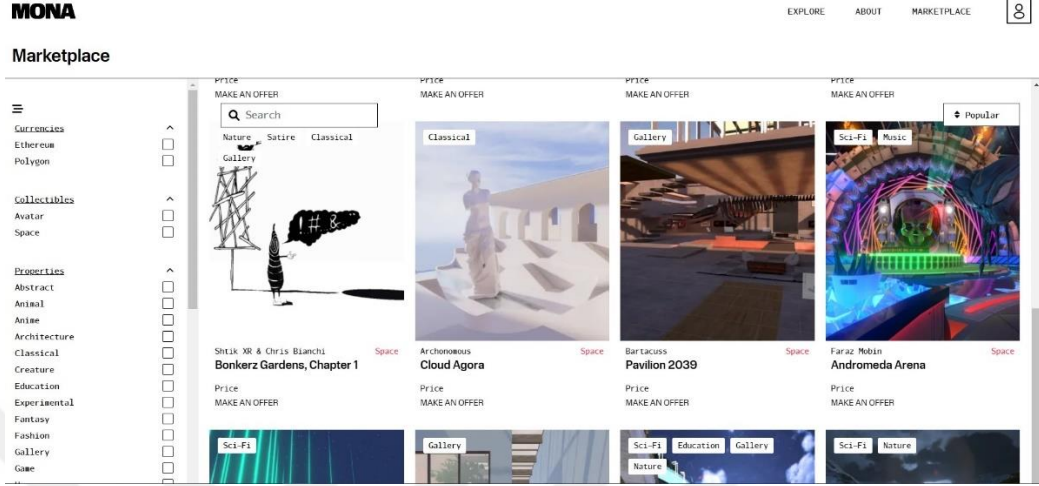 MONA
EXPLORE ABOUT MARKETPLACE
Marketplace
Currencies
Ethereum
Polygon
Collectibles
Avatar
Space
Properties
Abstract
Animal
Anime
Architecture
Classical
Creature
Education
Experimental
Fantasy
Fashion
Gallery
Game
Price Price Price Price
MAKE AN OFFER MAKE AN OFFER MAKE AN OFFER MAKE AN OFFER
Search
Popular
Nature Satire Classical
Gallery
! # &
Shtik XR & Chris Bianchi Space
Bonkerz Gardens, Chapter 1
Price
MAKE AN OFFER
Classical
Archonomous Space
Cloud Agora
Price
MAKE AN OFFER
Gallery
Bartacuss Space
Pavilion 2039
Price
MAKE AN OFFER
Sci-Fi Music
Faraz Mobin Space
Andromeda Arena
Price
MAKE AN OFFER
Sci-Fi
Gallery
Sci-Fi Education Gallery
Nature
Sci-Fi Nature